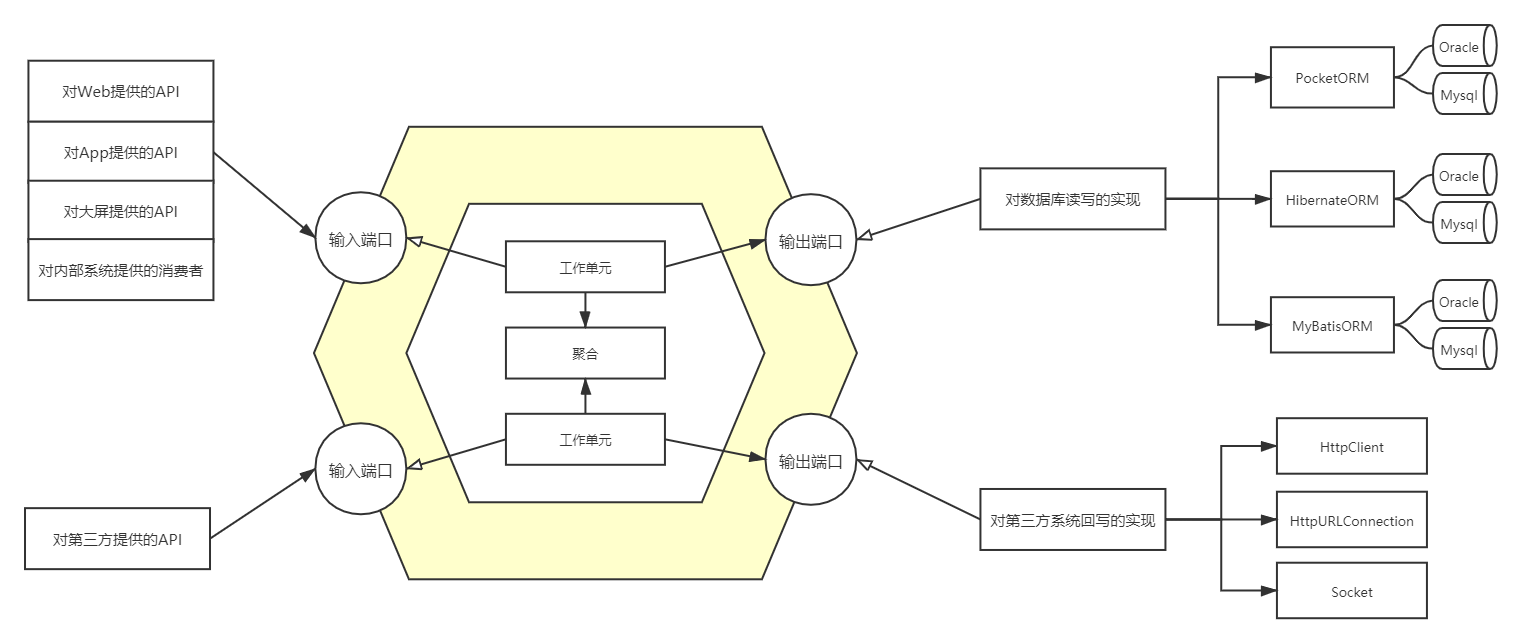 对Web提供的API
对App提供的API
对大屏提供的API
对内部系统提供的消费者
对第三方提供的API
输入端口
输入端口
工作单元
聚合
工作单元
输出端口
输出端口
对数据库读写的实现
对第三方系统回写的实现
PocketORM
Oracle
Mysql
HibernateORM
Oracle
Mysql
MyBatisORM
Oracle
Mysql
HttpClient
HttpURLConnection
Socket